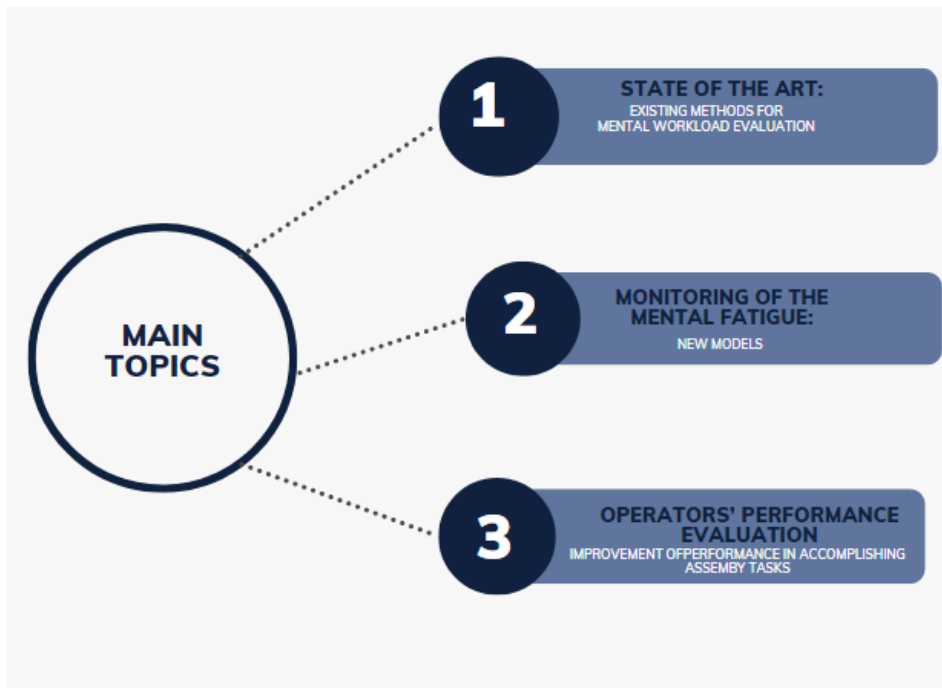 MAIN
TOPICS
1
STATE OF THE ART:
EXISTING METHODS FOR
MENTAL WORKLOAD EVALUATION
2
MONITORING OF THE
MENTAL FATIGUE:
NEW MODELS
3
OPERATORS’ PERFORMANCE
EVALUATION
IMPROVEMENT OFPERFORMANCE IN ACCOMPLISHING
ASSEMBY TASKS